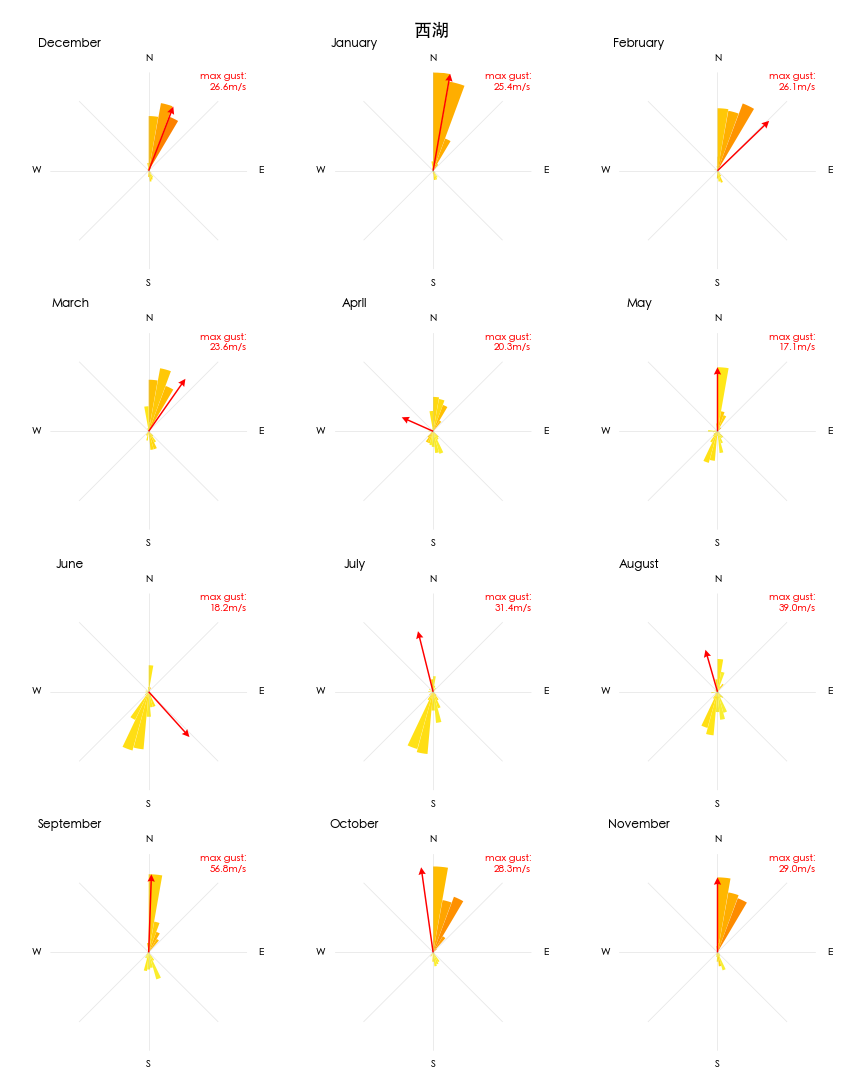 西湖
December
N
max gust:
26.6m/s
W
E
S
January
N
max gust:
25.4m/s
W
E
S
February
N
max gust:
26.1m/s
W
E
S
March
N
max gust:
23.6m/s
W
E
S
April
N
max gust:
20.3m/s
W
E
S
May
N
max gust:
17.1m/s
W
E
S
June
N
max gust:
18.2m/s
W
E
S
July
N
max gust:
31.4m/s
W
E
S
August
N
max gust:
39.0m/s
W
E
S
September
N
max gust:
56.8m/s
W
E
S
October
N
max gust:
28.3m/s
W
E
S
November
N
max gust:
29.0m/s
W
E
S